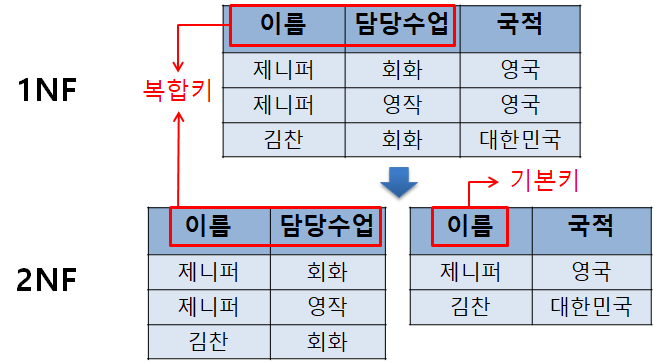 이름 담당수업 국적
제니퍼 회화 영국
1NF 복합키 제니퍼 영작 영국
김찬 회화 대한민국
기본키
이름 담당수업 이름 국적
제니퍼 회화 제니퍼 영국
2NF 제니퍼 영작 김찬 대한민국
김찬 회화